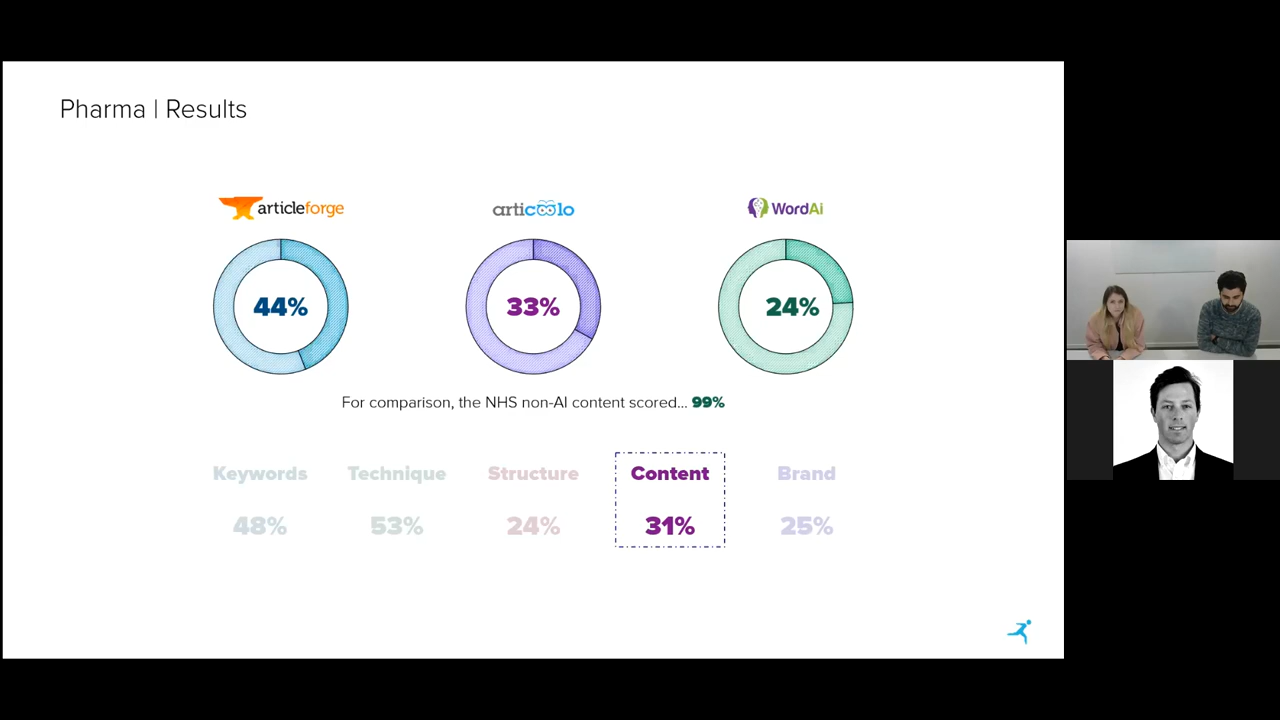 Pharma | Results
articleforge
articoolo
WordAi
44%
33%
24%
For comparison, the NHS non-AI content scored... 99%
Keywords Technique Structure Content Brand
48% 53% 24% 31% 25%